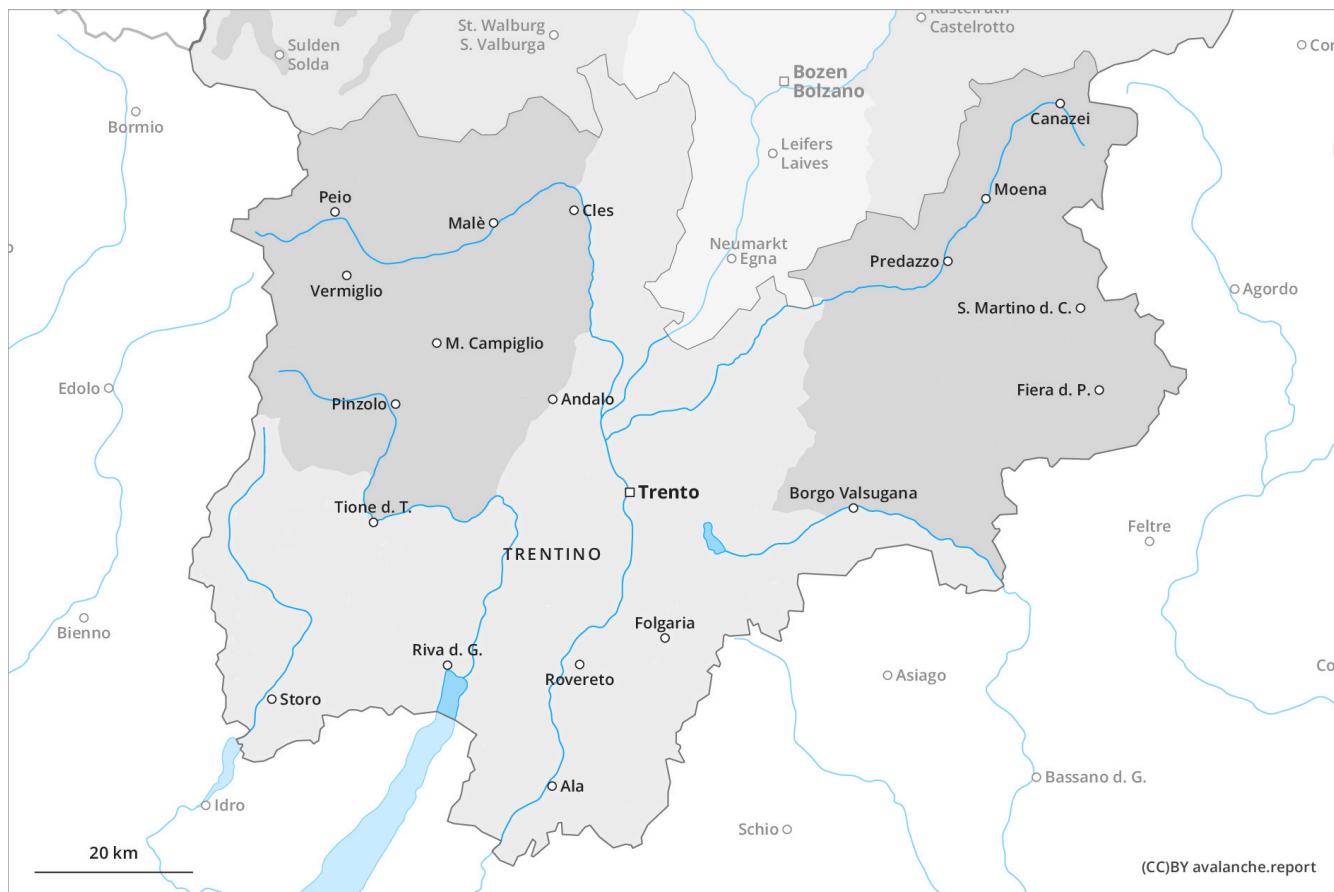 Kastelruth
Castelrotto
St. Walburg
S. Valburga
Sulden
Solda
Bozen
Bolzano
Bormio
Canazei
Leifers
Laives
Peio
Malè
Cles
Moena
Neumarkt
Egna
Predazzo
Vermiglio
Agordo
S. Martino d. C.
M. Campiglio
Edolo
Pinzolo
Andalo
Fiera d. P.
Trento
Borgo Valsugana
Tione d. T.
Feltre
TRENTINO
Bienno
Folgaria
Riva d. G.
Rovereto
Asiago
Storo
Bassano d. G.
Ala
Idro
Schio
20 km
(CC)BY avalanche.report